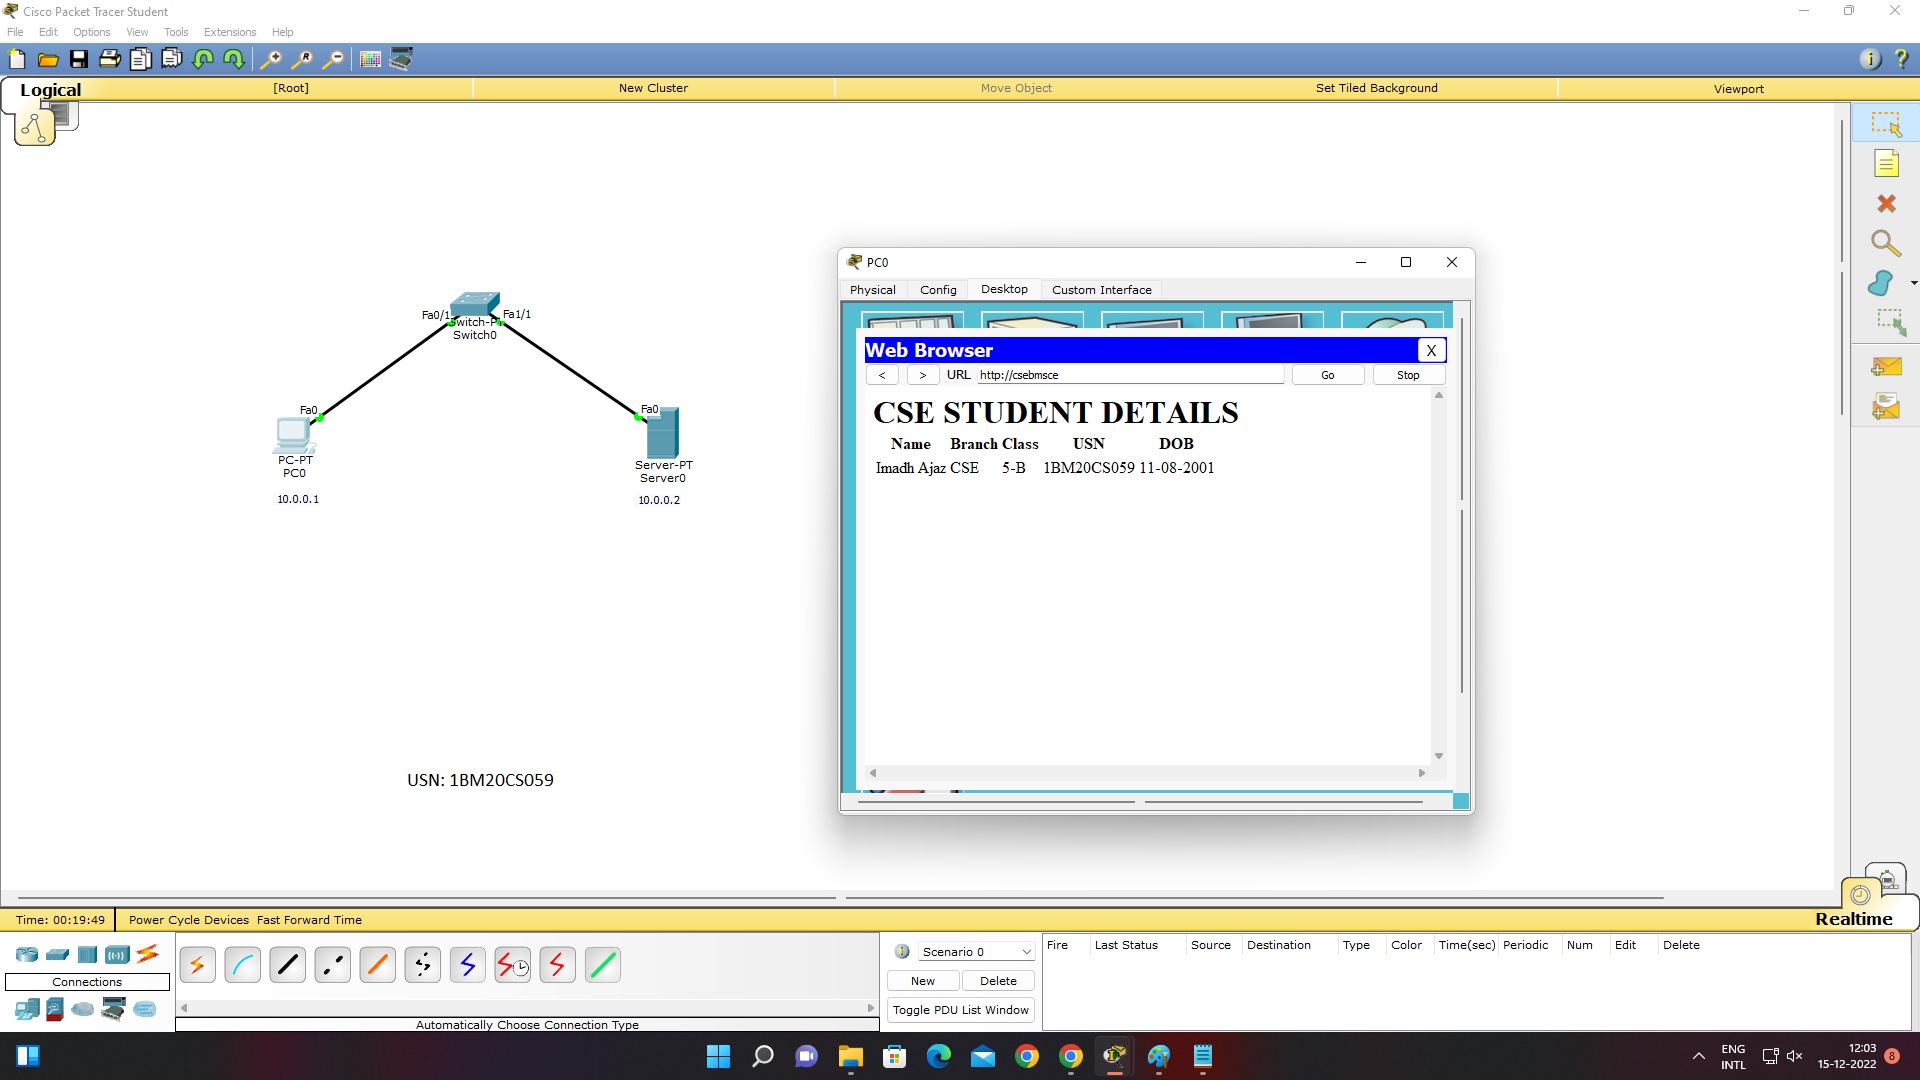 Cisco Packet Tracer Student
File Edit Options View Tools Extensions Help
Logical [Root] New Cluster Move Object Set Tiled Background Viewport
Fa0/1 Fa1/1
Switch0
Fa0
PC-PT
PC0
10.0.0.1
Fa0
Server-PT
Server0
10.0.0.2
USN: 1BM20CS059
PC0
Physical Config Desktop Custom Interface
Web Browser X
< > URL http://csebmsce Go Stop
CSE STUDENT DETAILS
Name Branch Class USN DOB
Imadh Ajaz CSE 5-B 1BM20CS059 11-08-2001
Time: 00:19:49 Power Cycle Devices Fast Forward Time Realtime
Connections
Automatically Choose Connection Type
Scenario 0
New Delete
Toggle PDU List Window
Fire Last Status Source Destination Type Color Time(sec) Periodic Num Edit Delete
ENG
INTL
12:03
15-12-2022
8